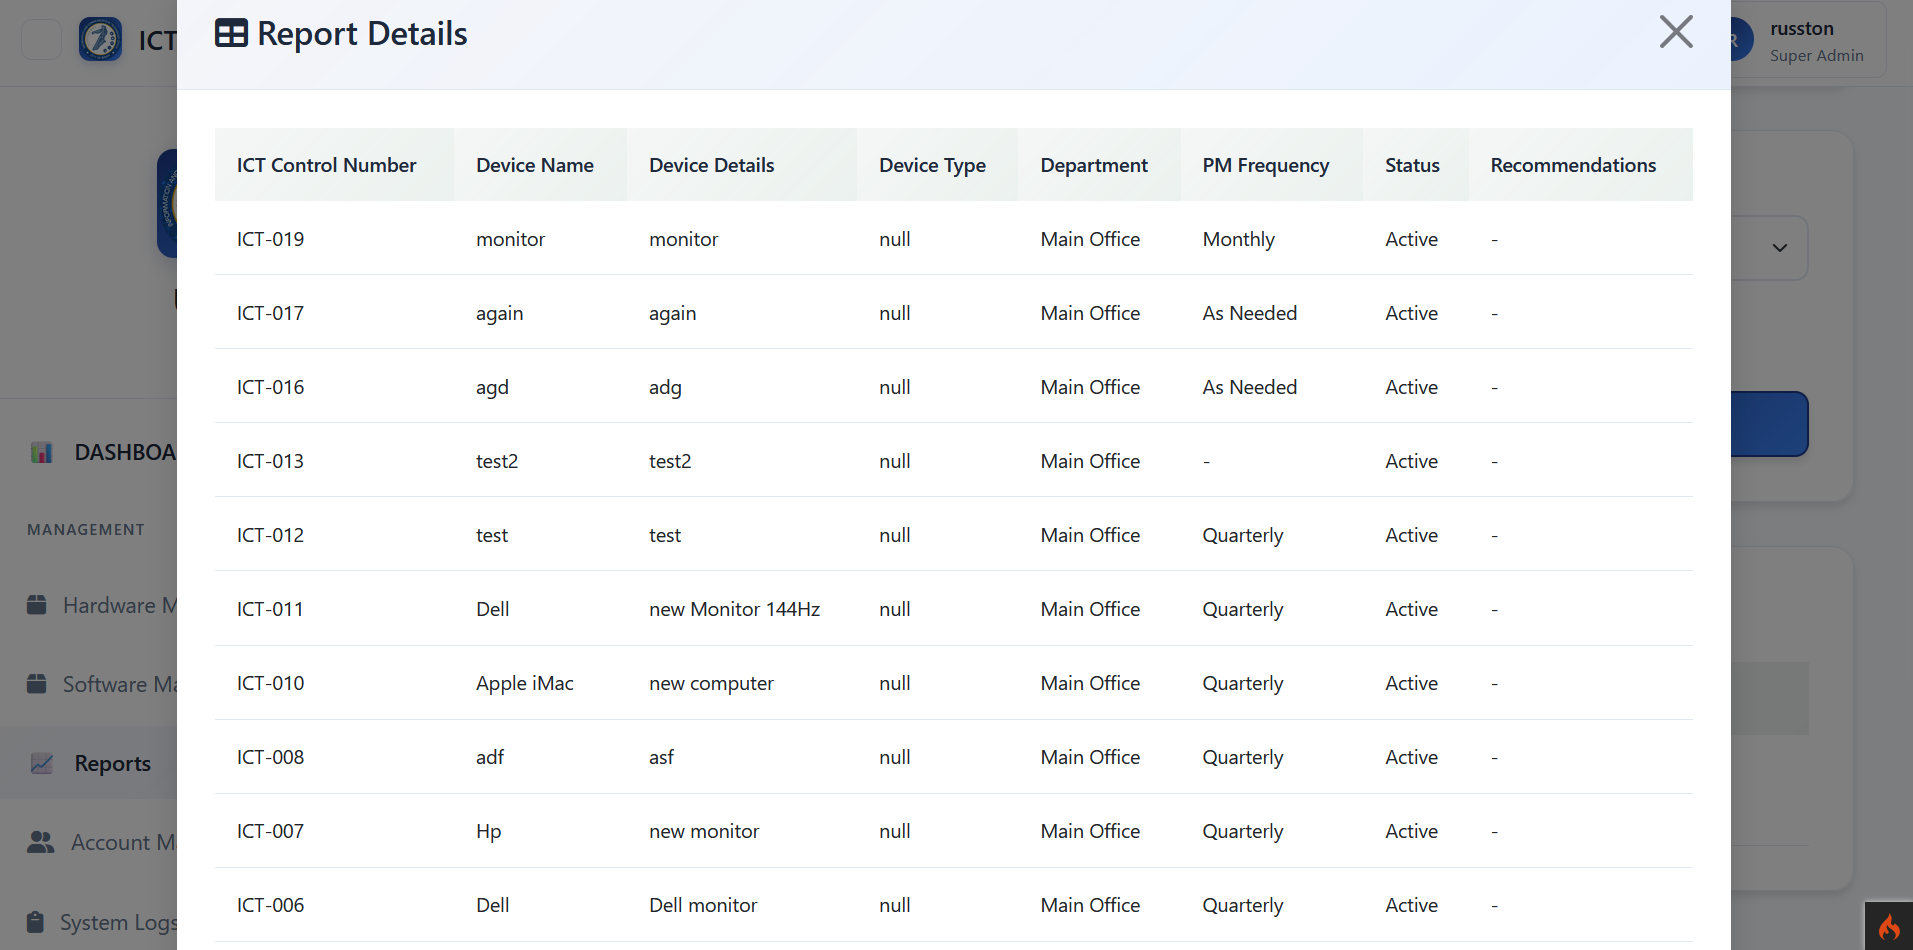 ICT
Report Details
russton
Super Admin
ICT Control Number Device Name Device Details Device Type Department PM Frequency Status Recommendations
ICT-019 monitor monitor null Main Office Monthly Active -
ICT-017 again again null Main Office As Needed Active -
ICT-016 agd adg null Main Office As Needed Active -
ICT-013 test2 test2 null Main Office - Active -
ICT-012 test test null Main Office Quarterly Active -
ICT-011 Dell new Monitor 144Hz null Main Office Quarterly Active -
ICT-010 Apple iMac new computer null Main Office Quarterly Active -
ICT-008 adf asf null Main Office Quarterly Active -
ICT-007 Hp new monitor null Main Office Quarterly Active -
ICT-006 Dell Dell monitor null Main Office Quarterly Active -
DASHBOA
MANAGEMENT
Hardware M
Software Ma
Reports
Account M
System Logs